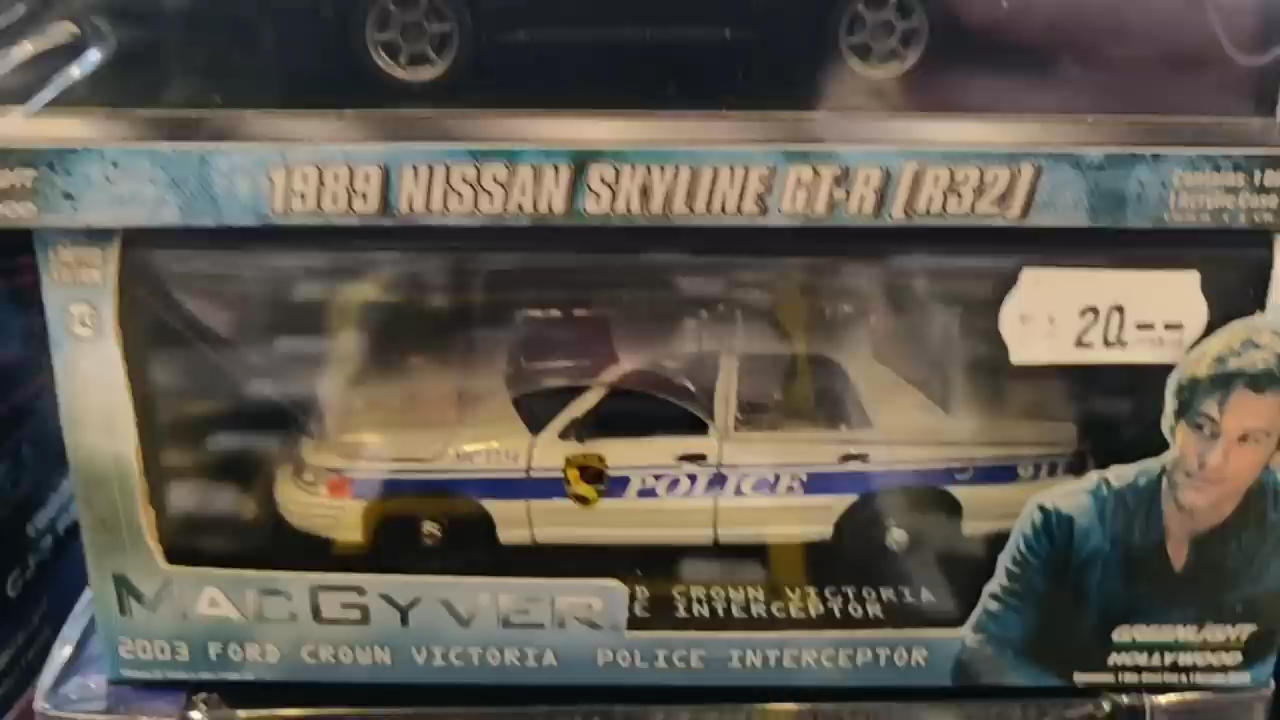 1989 NISSAN SKYLINE GT-R [R32]
20.--
POLICE
911
MACGYVER
CROWN VICTORIA
INTERCEPTOR
2003 FORD CROWN VICTORIA POLICE INTERCEPTOR
GREENLIGHT
HOLLYWOOD